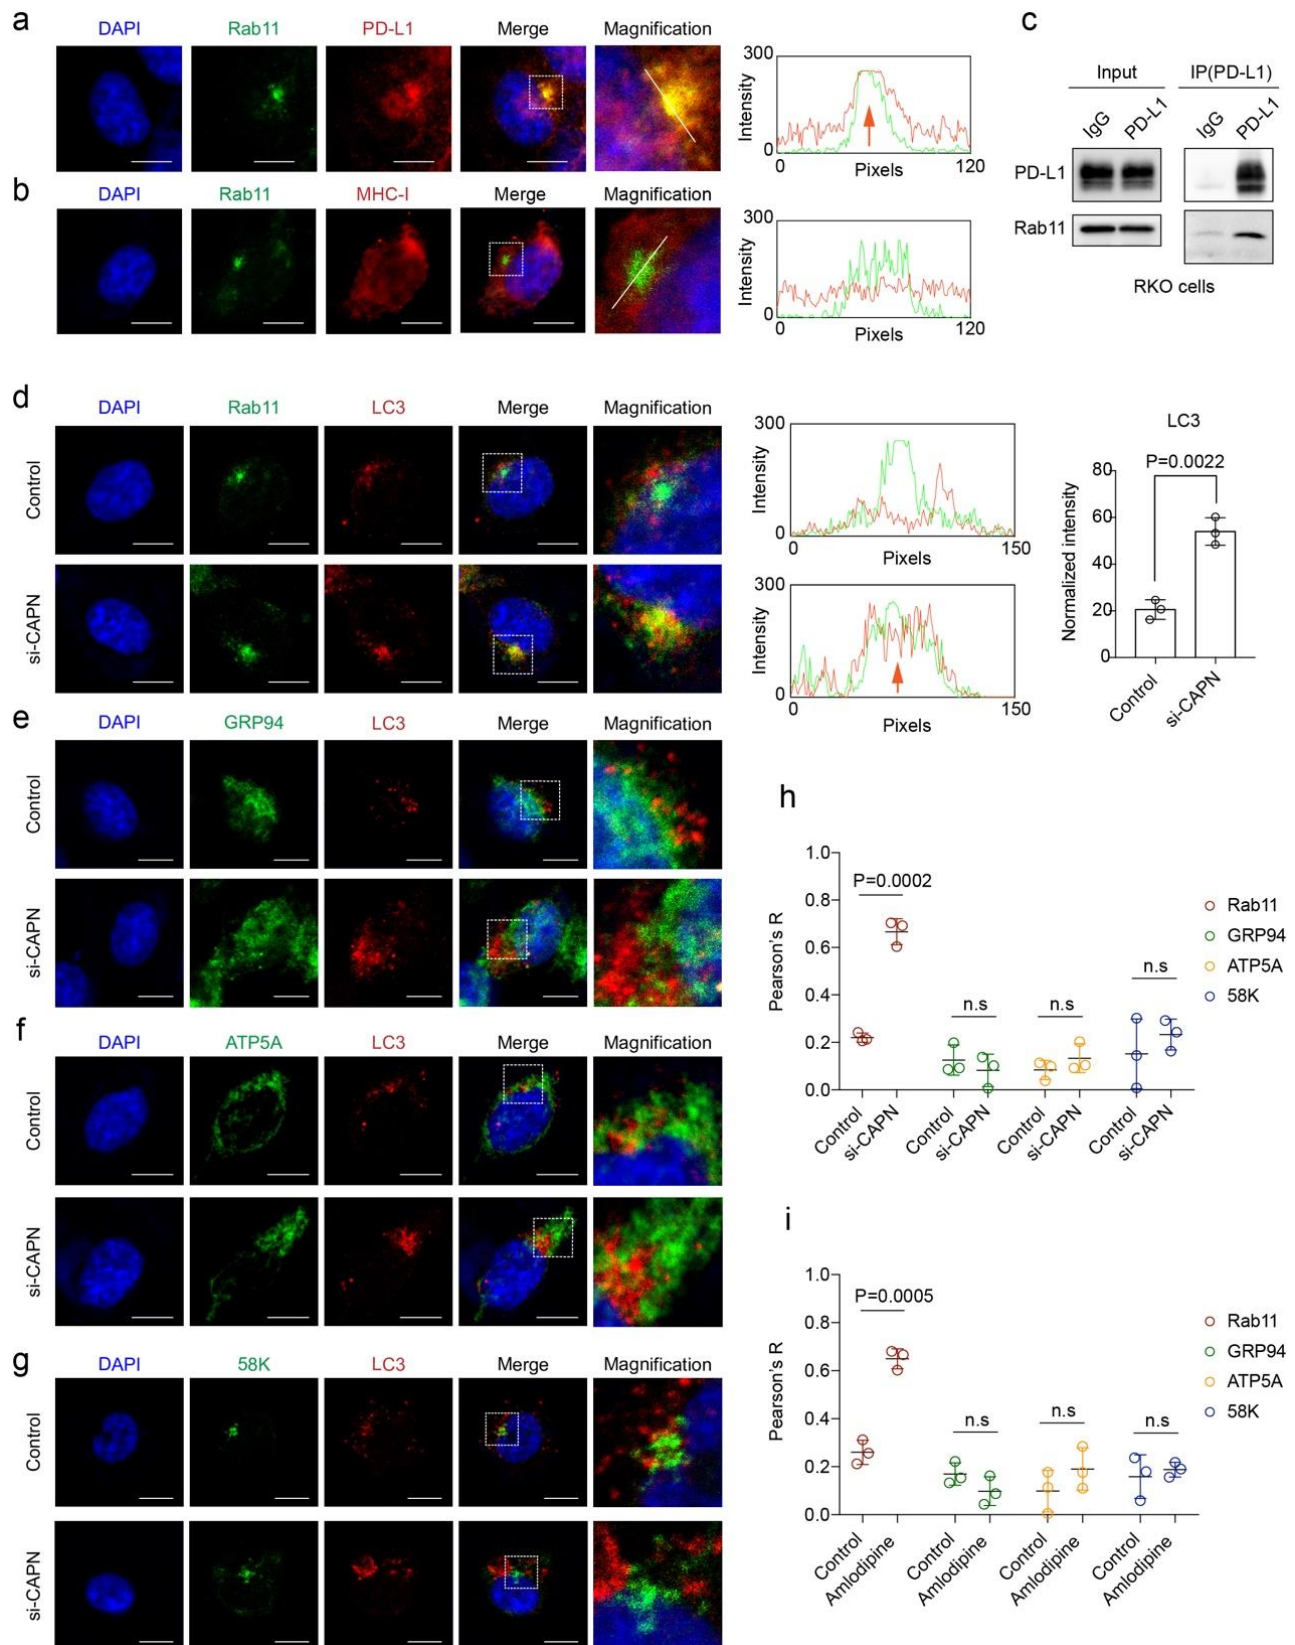 a
DAPI Rab11 PD-L1 Merge Magnification
300
Intensity
0
0 120
Pixels
b
DAPI Rab11 MHC-I Merge Magnification
300
Intensity
0
0 120
Pixels
c
Input IP(PD-L1)
IgG PD-L1 IgG PD-L1
PD-L1
Rab11
RKO cells
d
DAPI Rab11 LC3 Merge Magnification
Control
si-CAPN
300
Intensity
0
0 150
Pixels
300
Intensity
0
0 150
Pixels
LC3
P=0.0022
Normalized intensity
80
60
40
20
0
Control si-CAPN
e
DAPI GRP94 LC3 Merge Magnification
Control
si-CAPN
f
DAPI ATP5A LC3 Merge Magnification
Control
si-CAPN
g
DAPI 58K LC3 Merge Magnification
Control
si-CAPN
h
Pearson's R
1.0
0.8
0.6
0.4
0.2
0.0
P=0.0002
n.s
n.s
n.s
Control si-CAPN Control si-CAPN Control si-CAPN Control si-CAPN
Rab11
GRP94
ATP5A
58K
i
Pearson's R
1.0
0.8
0.6
0.4
0.2
0.0
P=0.0005
n.s
n.s
n.s
Control Amlodipine Control Amlodipine Control Amlodipine Control Amlodipine
Rab11
GRP94
ATP5A
58K